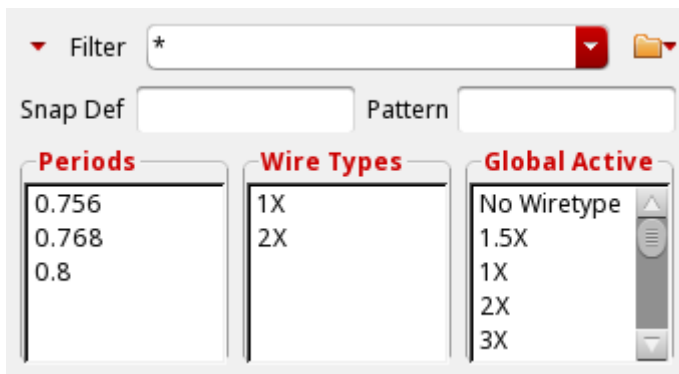 Filter *
Snap Def Pattern
Periods Wire Types Global Active
0.756 1X No Wiretype
0.768 2X 1.5X
0.8 1X
2X
3X